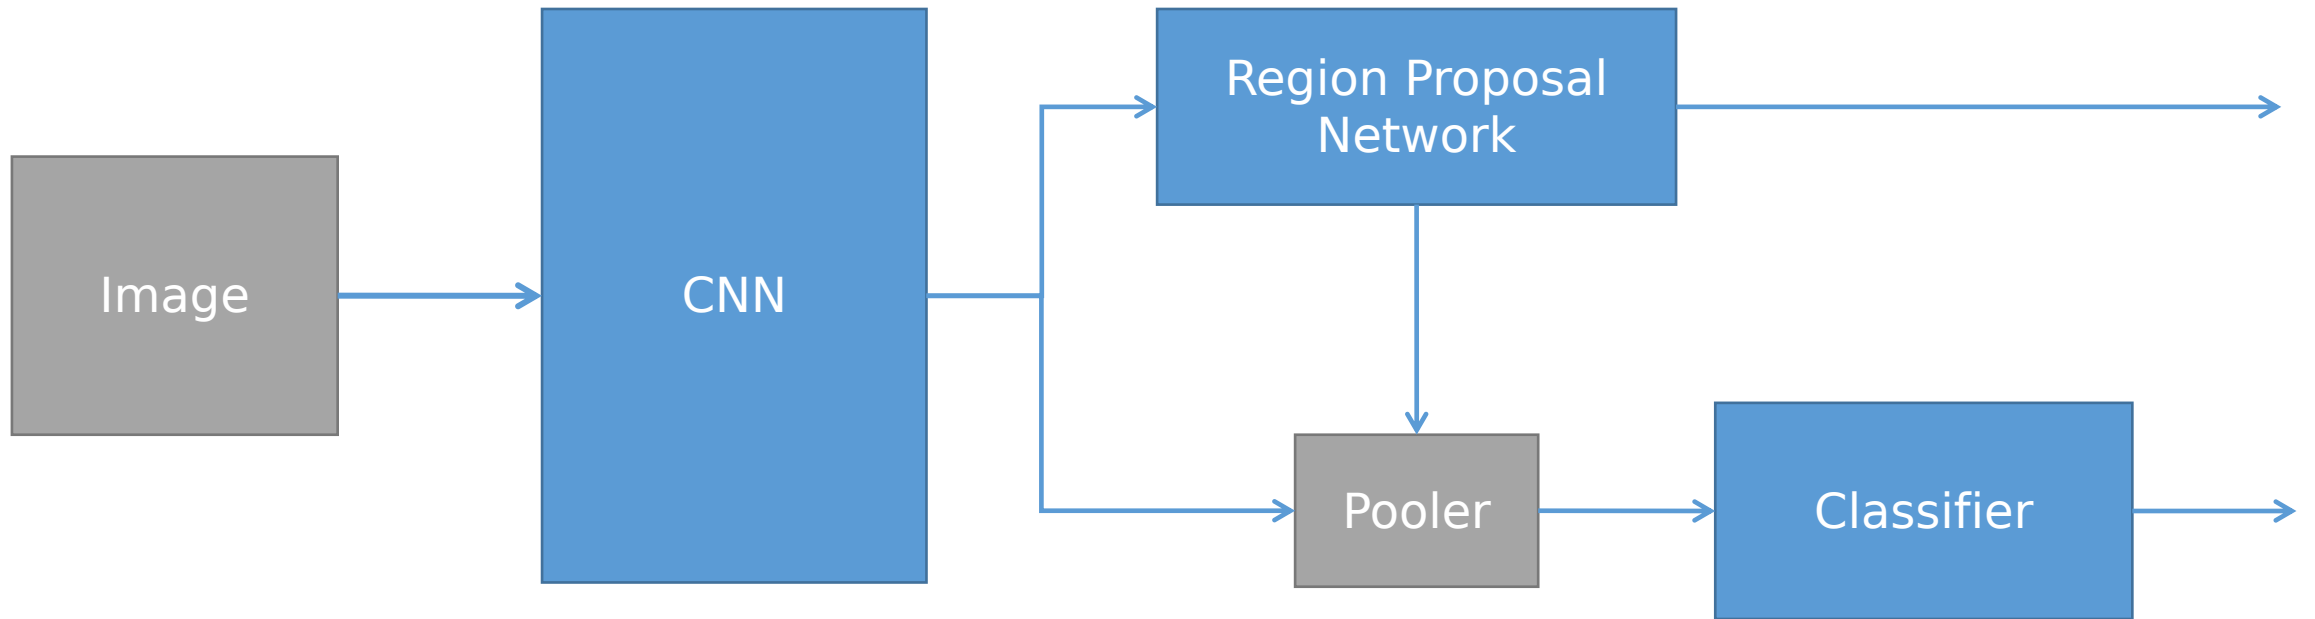 Image
CNN
Region Proposal
Network
Pooler
Classifier